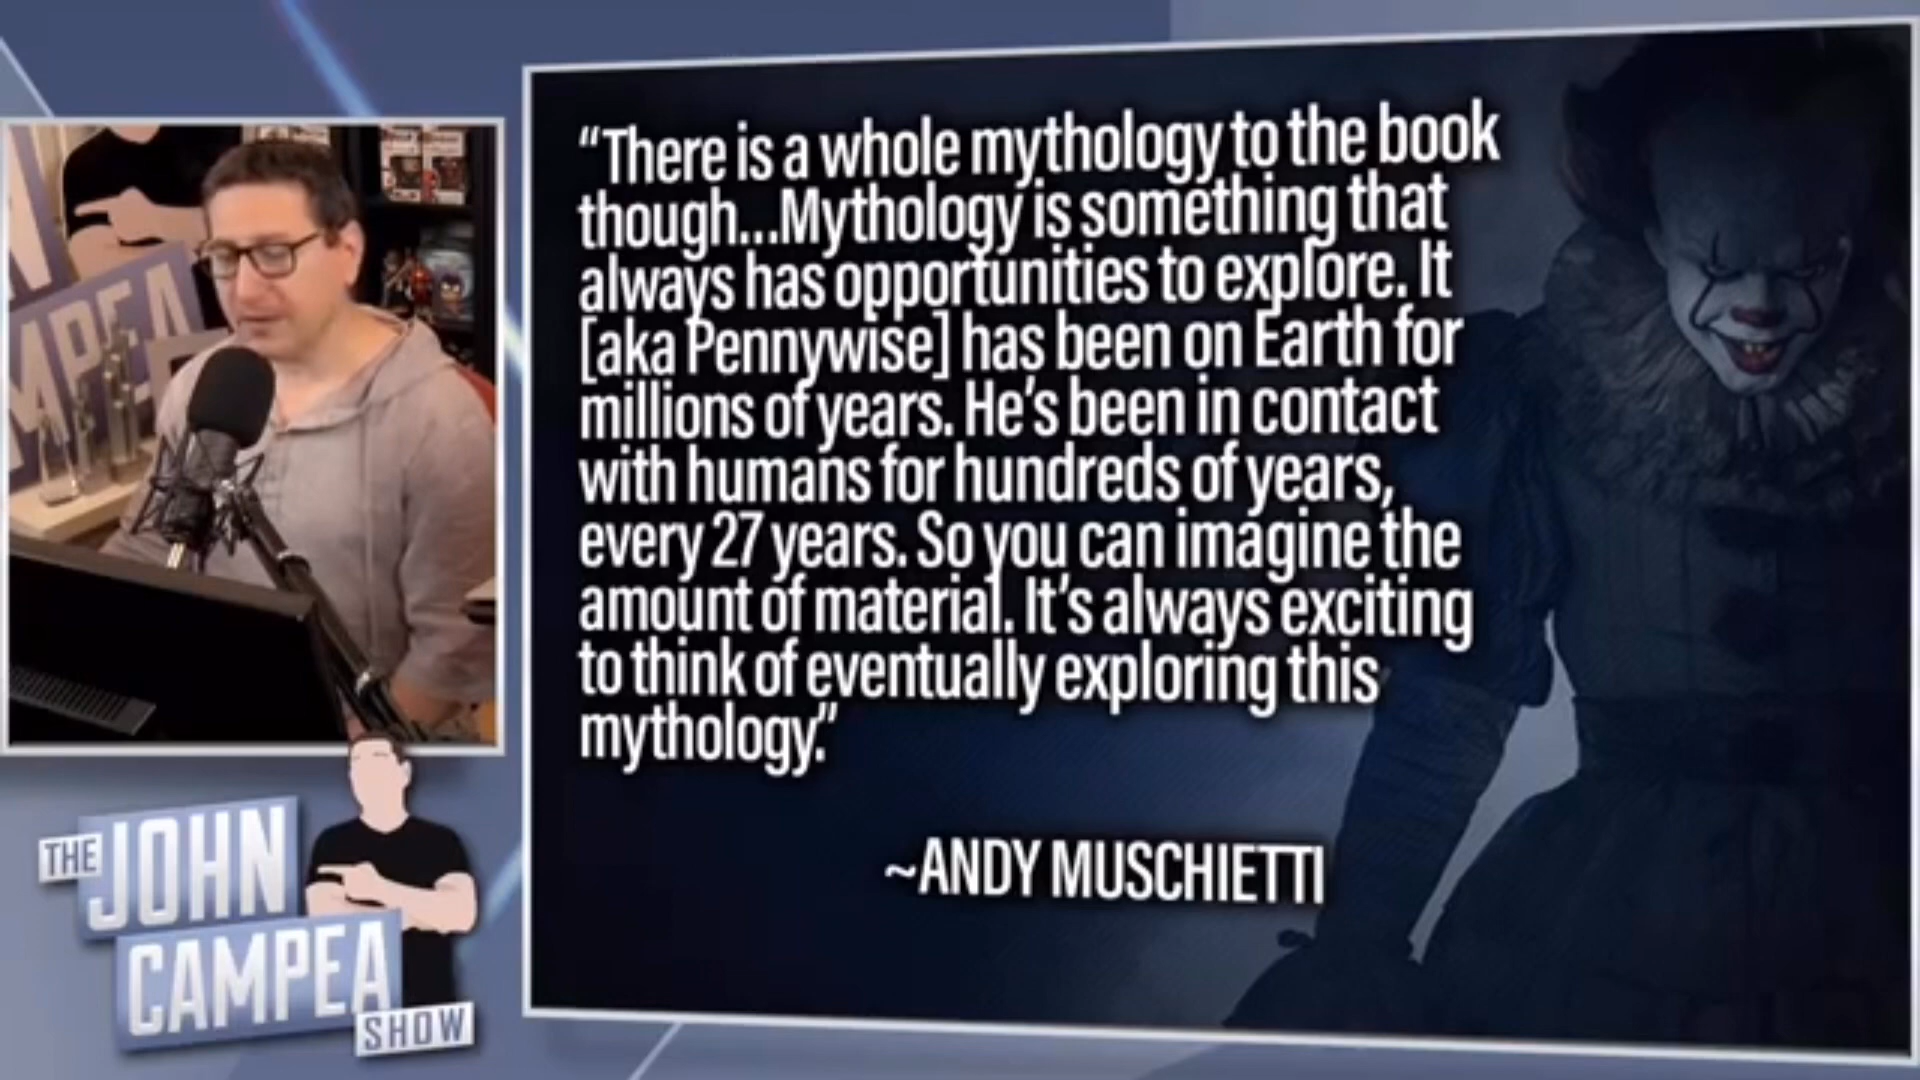 “There is a whole mythology to the book
though...Mythology is something that
always has opportunities to explore. It
[aka Pennywise] has been on Earth for
millions of years. He’s been in contact
with humans for hundreds of years,
every 27 years. So you can imagine the
amount of material. It’s always exciting
to think of eventually exploring this
mythology.”
~ANDY MUSCHIETTI
MPEA
THE
JOHN
CAMPEA
SHOW